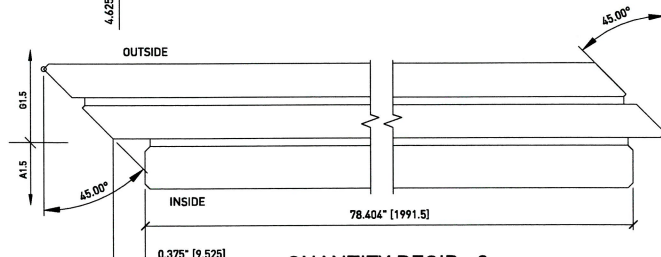 4.625
45.00°
OUTSIDE
G1.5
A1.5
45.00°
INSIDE
78.404" [1991.5]
0.375" [9.525]